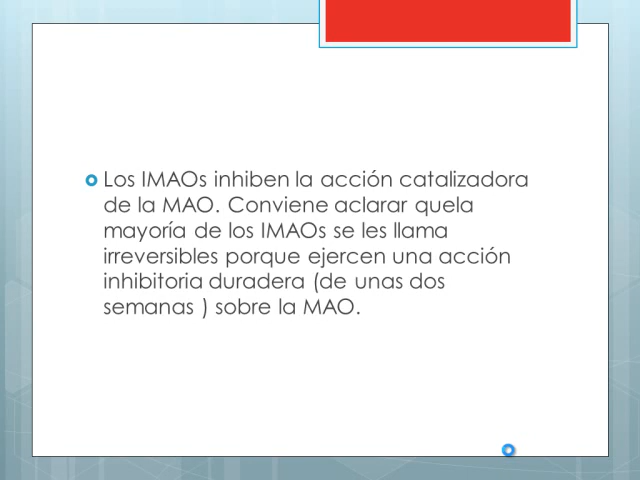 Los IMAOs inhiben la acción catalizadora
de la MAO. Conviene aclarar quela
mayoría de los IMAOs se les llama
irreversibles porque ejercen una acción
inhibitoria duradera (de unas dos
semanas ) sobre la MAO.